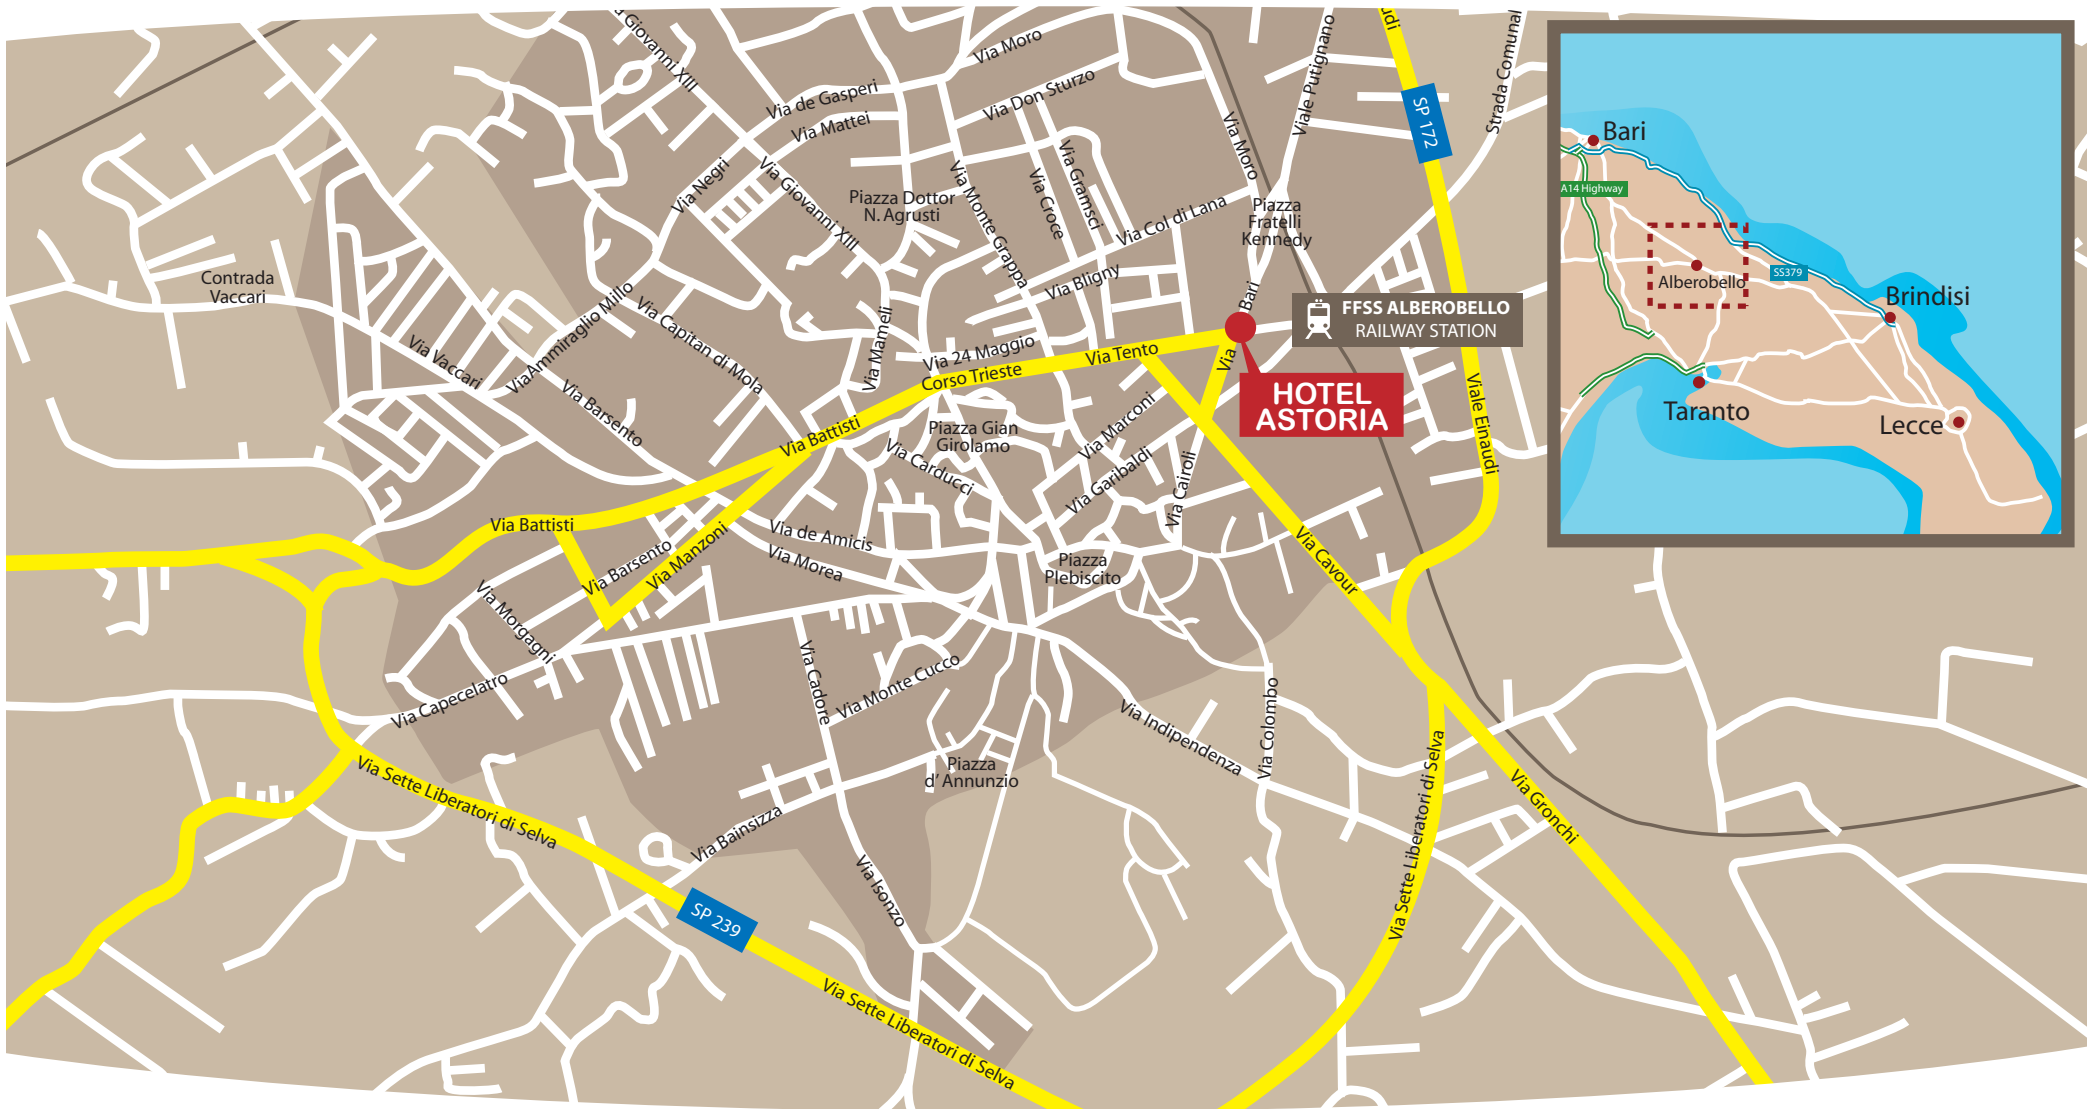 Giovanni XIII
Via Moro
Viale Putignano
udi
SP 172
Strada Comunal
Via de Gasperi
Via Mattei
Via Don Sturzo
Via Moro
Via Negri
Via Giovanni XIII
Piazza Dottor
N. Agrusti
Via Monte Grappa
Via Croce
Via Gramsci
Via Col di Lana
Piazza
Fratelli
Kennedy
Via Bligny
Contrada
Vaccari
Via Vaccari
Via Ammiraglio Millo
Via Capitan di Mola
Via Mameli
Via 24 Maggio
Corso Trieste
Via Tento
Via
Bari
FFSS ALBEROBELLO
RAILWAY STATION
HOTEL
ASTORIA
Viale Einaudi
Via Barsento
Via Battisti
Piazza Gian
Girolamo
Via Carducci
Via Marconi
Via Garibaldi
Via Cairoli
Via Battisti
Via de Amicis
Via Morea
Via Barsento
Via Manzoni
Via Morgagni
Piazza
Plebiscito
Via Cavour
Via Capecelatro
Via Cadore
Via Monte Cucco
Via Indipendenza
Via Colombo
Piazza
d'Annunzio
Via Sette Liberatori di Selva
Via Bainsizza
Via Isonzo
SP 239
Via Sette Liberatori di Selva
Via Sette Liberatori di Selva
Via Gronchi
Bari
A14 Highway
Alberobello
SS379
Brindisi
Taranto
Lecce